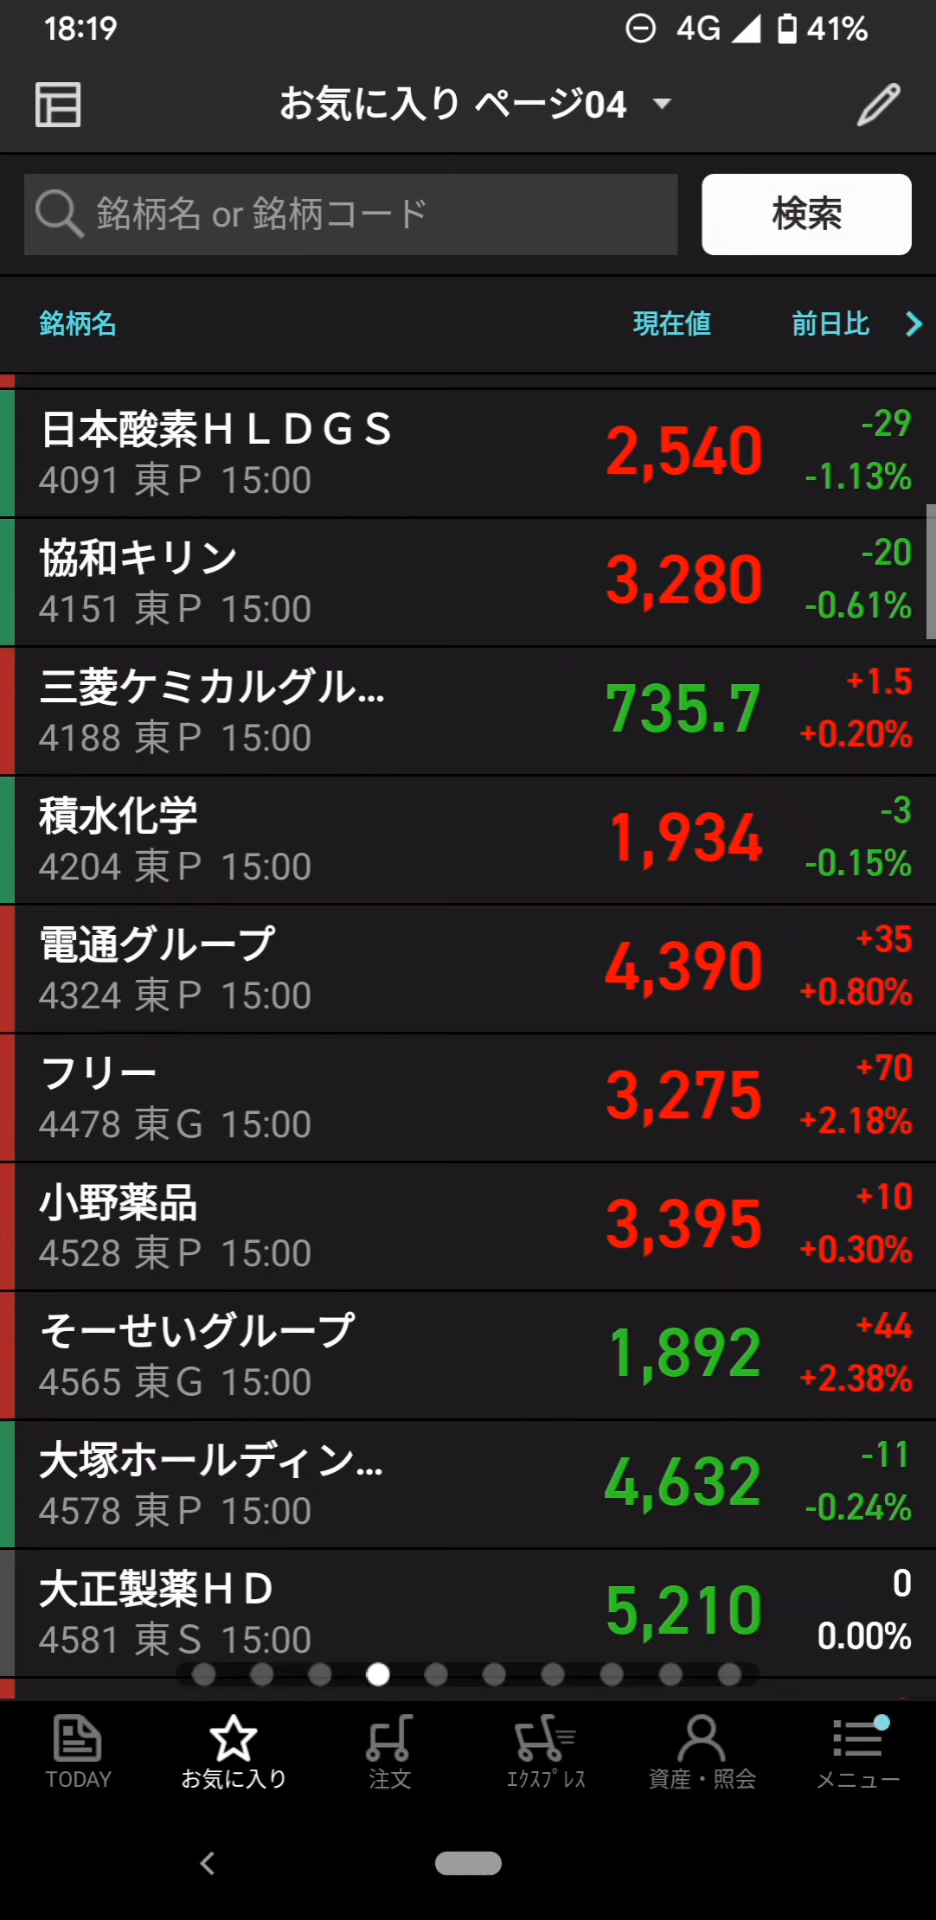 18:19
4G 41%
お気に入り ページ04
銘柄名 or 銘柄コード
検索
銘柄名 現在値 前日比
日本酸素ＨＬＤＧＳ 2,540 -29
4091 東Ｐ 15:00 -1.13%
協和キリン 3,280 -20
4151 東Ｐ 15:00 -0.61%
三菱ケミカルグル... 735.7 +1.5
4188 東Ｐ 15:00 +0.20%
積水化学 1,934 -3
4204 東Ｐ 15:00 -0.15%
電通グループ 4,390 +35
4324 東Ｐ 15:00 +0.80%
フリー 3,275 +70
4478 東Ｇ 15:00 +2.18%
小野薬品 3,395 +10
4528 東Ｐ 15:00 +0.30%
そーせいグループ 1,892 +44
4565 東Ｇ 15:00 +2.38%
大塚ホールディン... 4,632 -11
4578 東Ｐ 15:00 -0.24%
大正製薬ＨＤ 5,210 0
4581 東Ｓ 15:00 0.00%
TODAY お気に入り 注文 ｴｸｽﾌﾟﾚｽ 資産・照会 メニュー